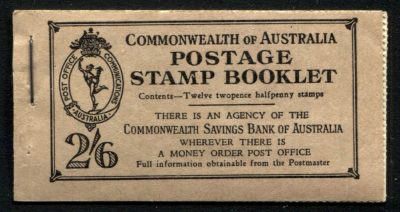 COMMONWEALTH OF AUSTRALIA
POSTAGE
STAMP BOOKLET
Contents—Twelve twopence halfpenny stamps
THERE IS AN AGENCY OF THE
COMMONWEALTH SAVINGS BANK OF AUSTRALIA
WHEREVER THERE IS
A MONEY ORDER POST OFFICE
Full information obtainable from the Postmaster
POST OFFICE COMMUNICATIONS
AUSTRALIA
2/6